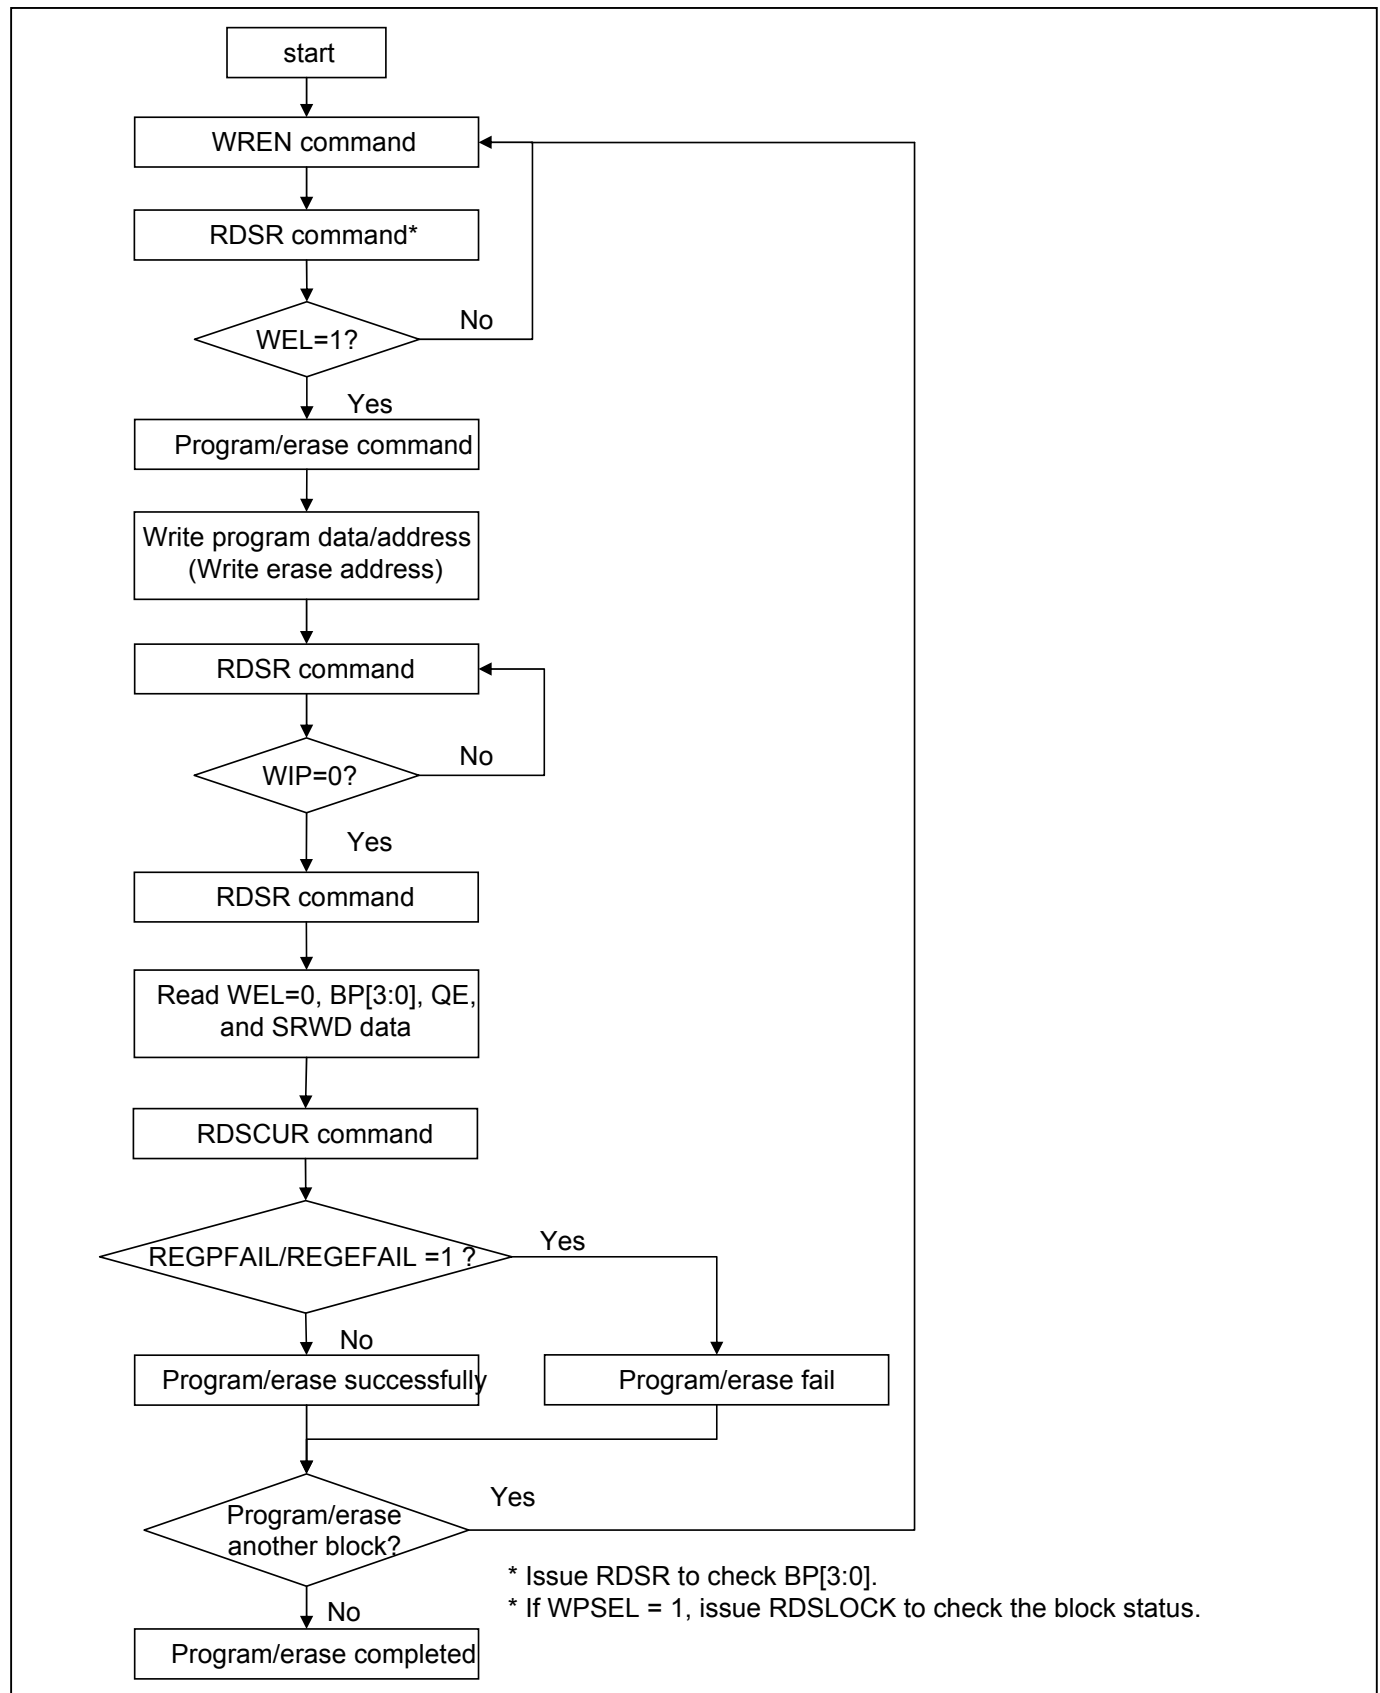 start
WREN command
RDSR command*
WEL=1?
No
Yes
Program/erase command
Write program data/address
(Write erase address)
RDSR command
WIP=0?
No
Yes
RDSR command
Read WEL=0, BP[3:0], QE,
and SRWD data
RDSCUR command
REGPFAIL/REGEFAIL =1 ?
Yes
No
Program/erase successfully
Program/erase fail
Program/erase
another block?
Yes
* Issue RDSR to check BP[3:0].
* If WPSEL = 1, issue RDSLOCK to check the block status.
No
Program/erase completed